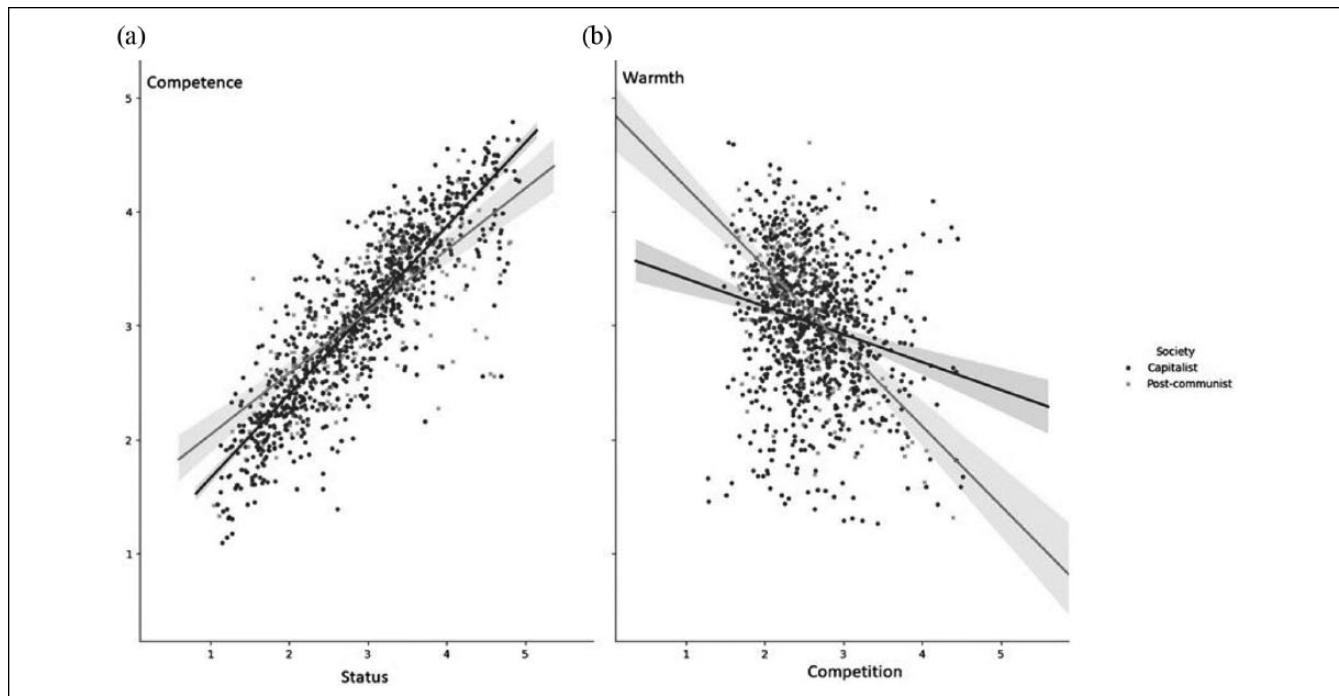 (a)
(b)
Competence
Warmth
5
4
3
2
1
1 2 3 4 5
1 2 3 4 5
Status
Competition
Society
Capitalist
Post-communist